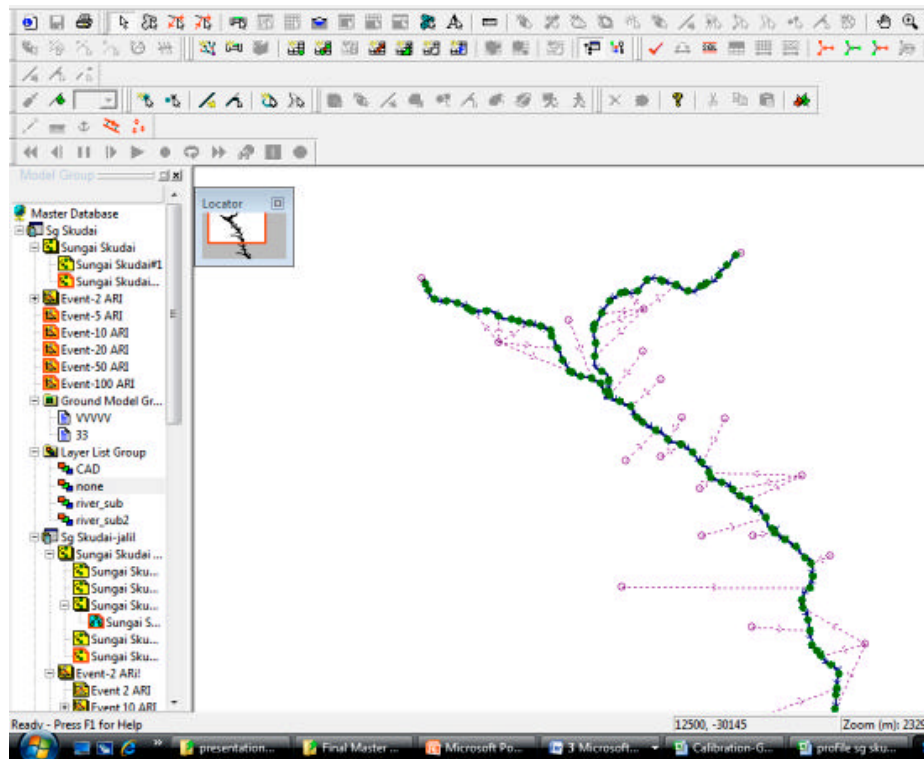 Model Group
Locator
Master Database
Sg Skudai
Sungai Skudai
Sungai Skudai#1
Sungai Skudai...
Event-2 ARI
Event-5 ARI
Event-10 ARI
Event-20 ARI
Event-50 ARI
Event-100 ARI
Ground Model Gr...
VVVVV
33
Layer List Group
CAD
none
river_sub
river_sub2
Sg Skudai-jalil
Sungai Skudai ...
Sungai Sku...
Sungai Sku...
Sungai Sku...
Sungai S...
Sungai Sku...
Sungai Sku...
Event-2 ARI!
Event 2 ARI
Event 10 ARI
Ready - Press F1 for Help
12500, -30145
Zoom (m): 2329
presentation...
Final Master ...
Microsoft Po...
3 Microsoft...
Calibration-G...
profile sg sku...